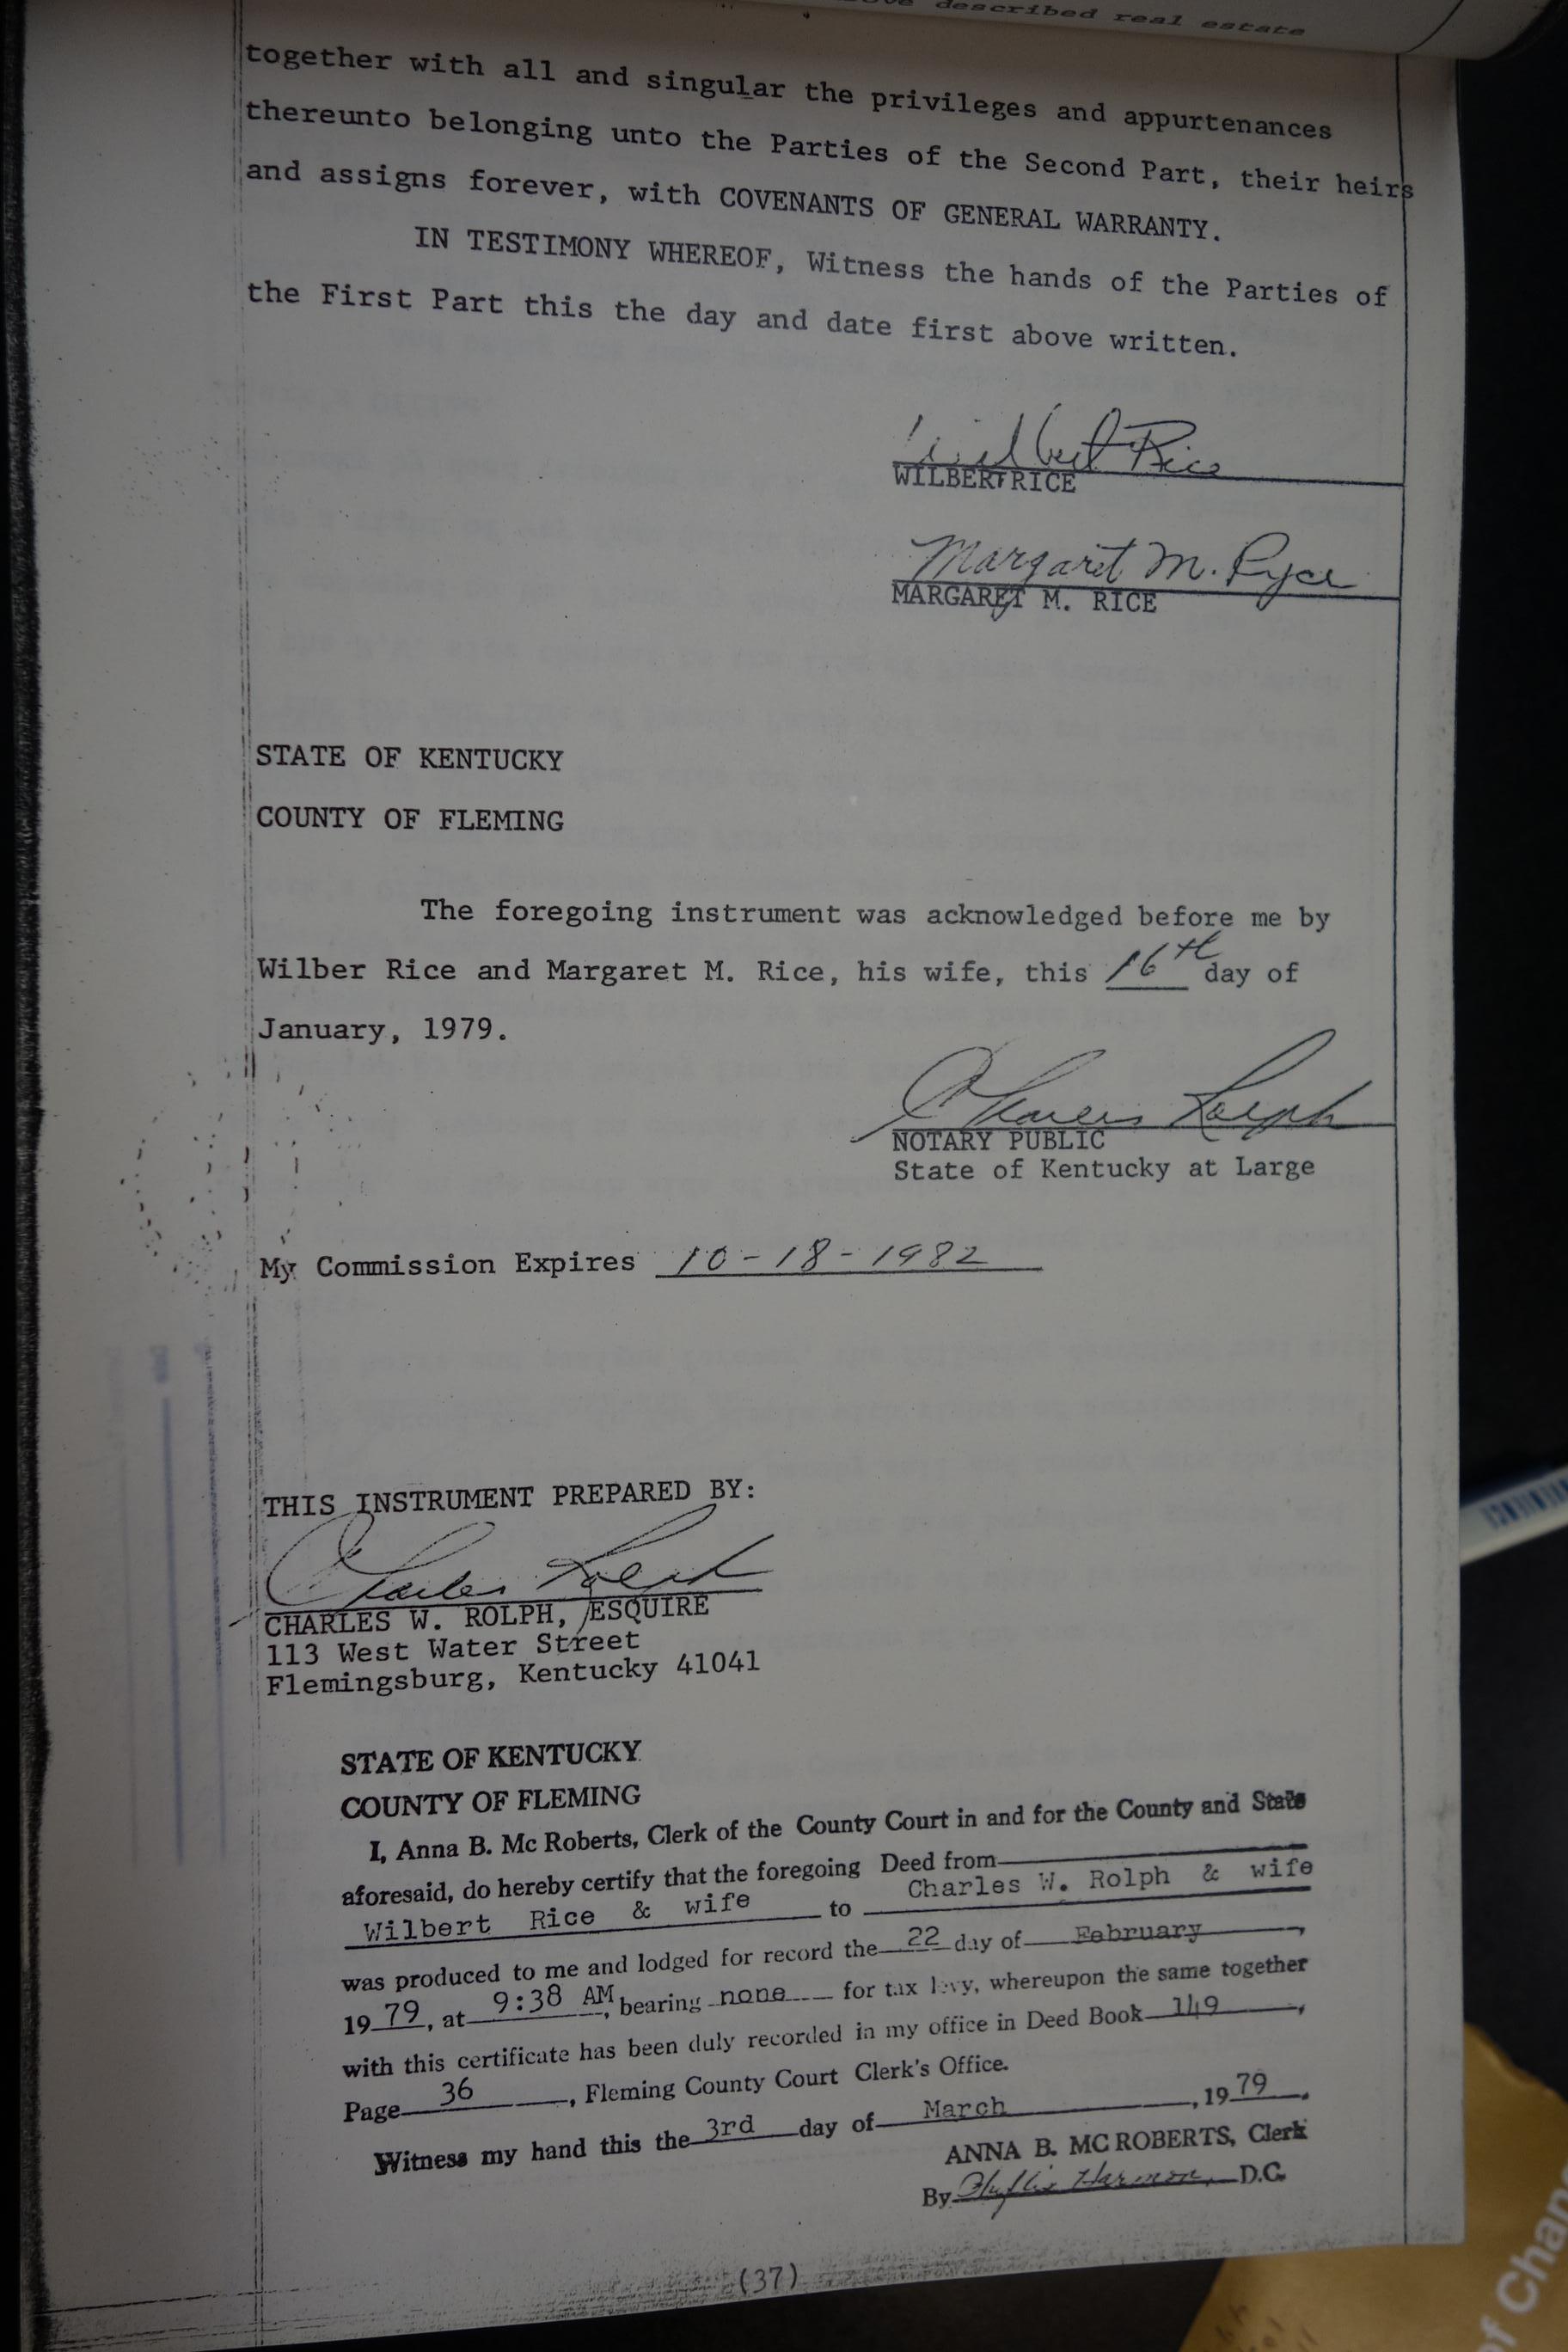 described real estate
together with all and singular the privileges and appurtenances
thereunto belonging unto the Parties of the Second Part, their heirs
and assigns forever, with COVENANTS OF GENERAL WARRANTY.
IN TESTIMONY WHEREOF, Witness the hands of the Parties of
the First Part this the day and date first above written.
Wilbert Rice
WILBERT RICE
Margaret M. Ryce
MARGARET M. RICE
STATE OF KENTUCKY
COUNTY OF FLEMING
The foregoing instrument was acknowledged before me by
Wilber Rice and Margaret M. Rice, his wife, this 16th day of
January, 1979.
Charles Rolph
NOTARY PUBLIC
State of Kentucky at Large
My Commission Expires 10-18-1982
THIS INSTRUMENT PREPARED BY:
Charles Rolph
CHARLES W. ROLPH, ESQUIRE
113 West Water Street
Flemingsburg, Kentucky 41041
STATE OF KENTUCKY
COUNTY OF FLEMING
I, Anna B. Mc Roberts, Clerk of the County Court in and for the County and State
aforesaid, do hereby certify that the foregoing Deed from
Wilbert Rice & wife to Charles W. Rolph & wife
was produced to me and lodged for record the 22 day of February,
1979, at 9:38 AM, bearing none for tax levy, whereupon the same together
with this certificate has been duly recorded in my office in Deed Book 149,
Page 36, Fleming County Court Clerk's Office.
Witness my hand this the 3rd day of March, 1979.
ANNA B. MC ROBERTS, Clerk
By Phyllis Harmon, D.C.
(37)
of Chan